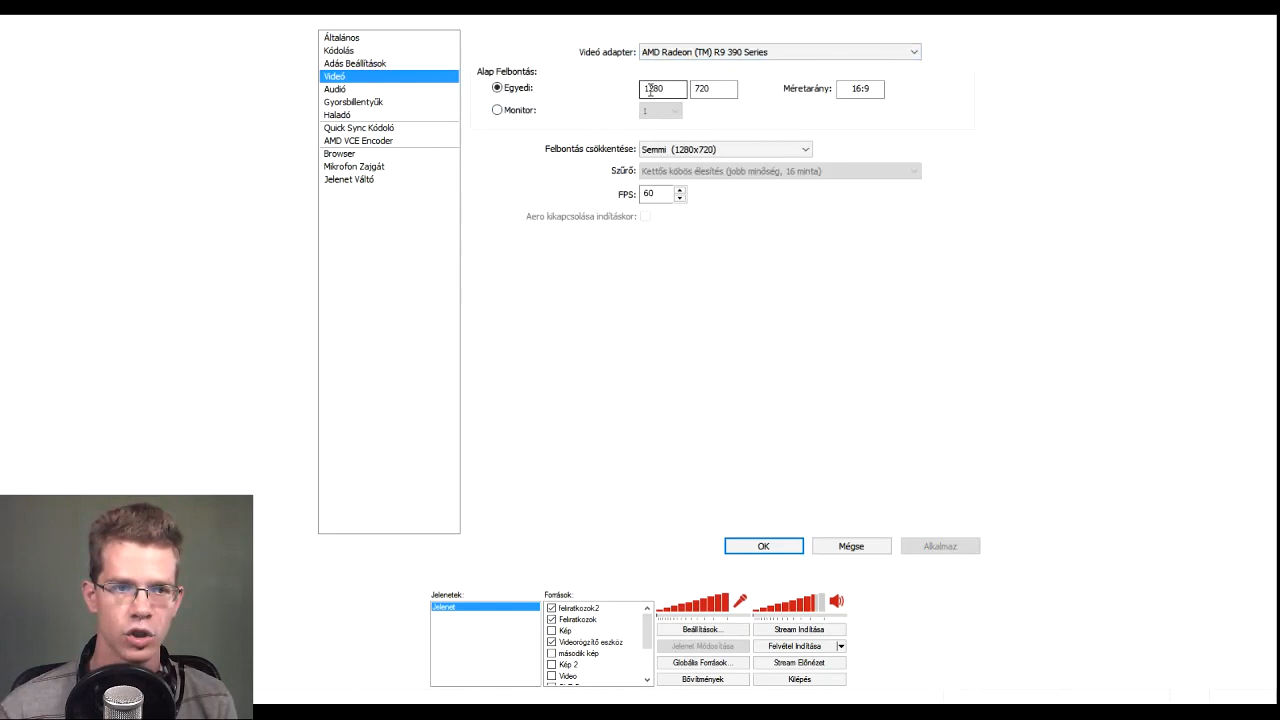 Általános
Kódolás
Adás Beállítások
Videó
Audió
Gyorsbillentyűk
Haladó
Quick Sync Kódoló
AMD VCE Encoder
Browser
Mikrofon Zajgát
Jelenet Váltó
Videó adapter: AMD Radeon (TM) R9 390 Series
Alap Felbontás:
Egyedi: 1280 720 Méretarány: 16:9
Monitor: 1
Felbontás csökkentése: Semmi (1280x720)
Szűrő: Kettős köbös élesítés (jobb minőség, 16 minta)
FPS: 60
Aero kikapcsolása indításkor:
OK Mégse Alkalmaz
Jelenetek:
Jelenet
Források:
feliratkozok2
Feliratkozok
Kép
Videorögzítő eszköz
második kép
Kép 2
Video
Beállítások... Stream Indítása
Jelenet Módosítása Felvétel Indítása
Globális Források... Stream Előnézet
Bővítmények Kilépés